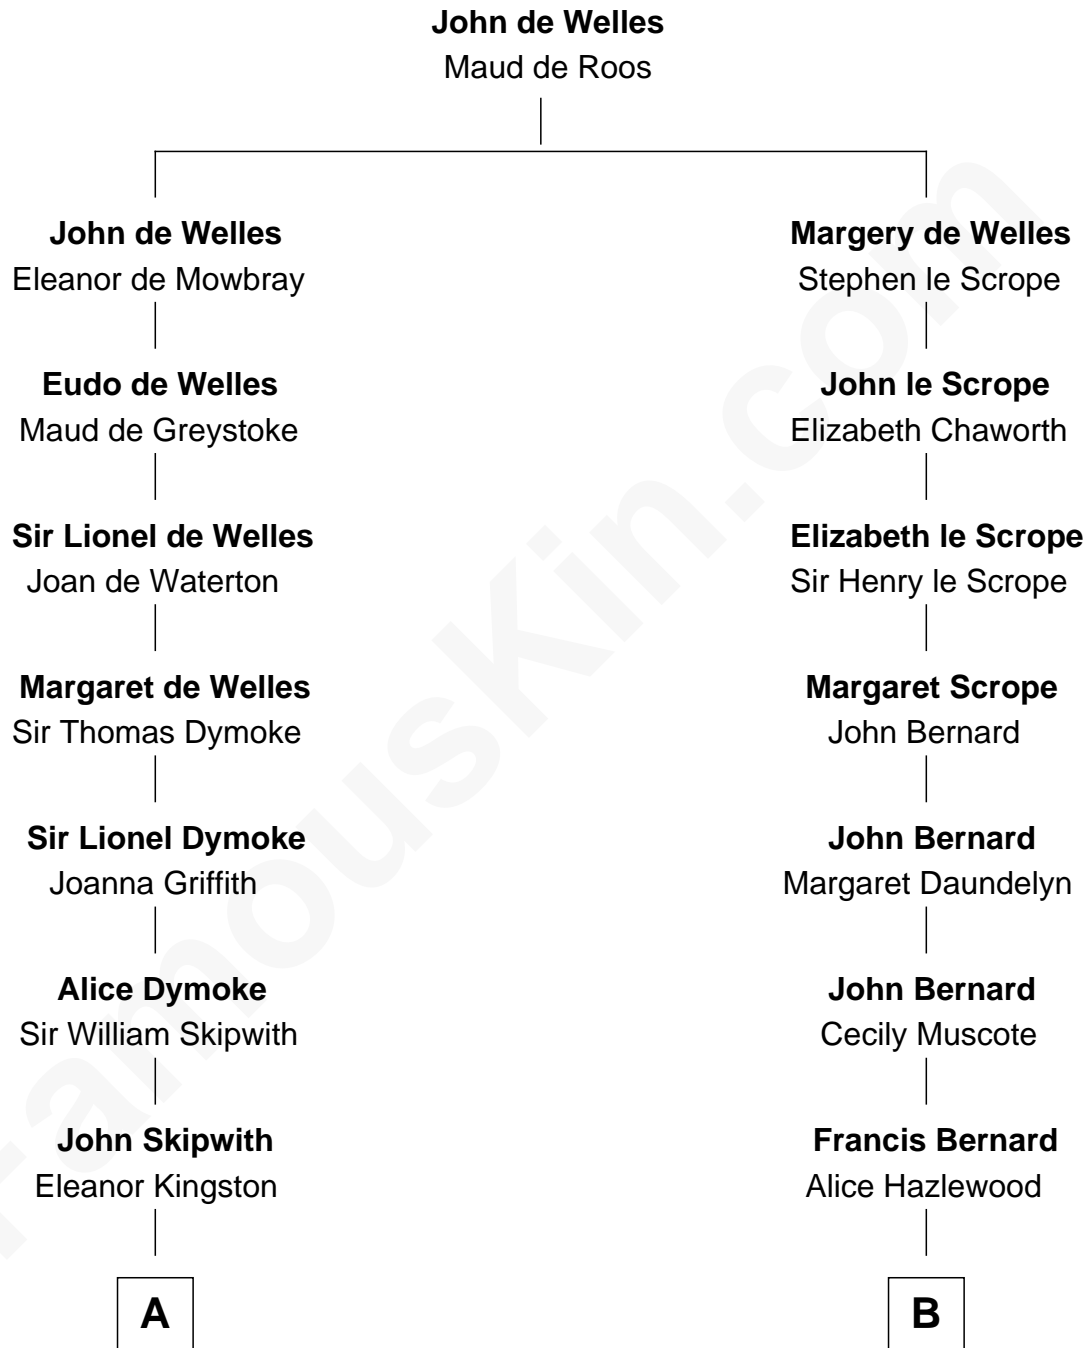 John de Welles
Maud de Roos
John de Welles
Eleanor de Mowbray
Margery de Welles
Stephen le Scrope
Eudo de Welles
Maud de Greystoke
John le Scrope
Elizabeth Chaworth
Sir Lionel de Welles
Joan de Waterton
Elizabeth le Scrope
Sir Henry le Scrope
Margaret de Welles
Sir Thomas Dymoke
Margaret Scrope
John Bernard
Sir Lionel Dymoke
Joanna Griffith
John Bernard
Margaret Daundelyn
Alice Dymoke
Sir William Skipwith
John Bernard
Cecily Muscote
John Skipwith
Eleanor Kingston
Francis Bernard
Alice Hazlewood
A
B
FamousKin.com